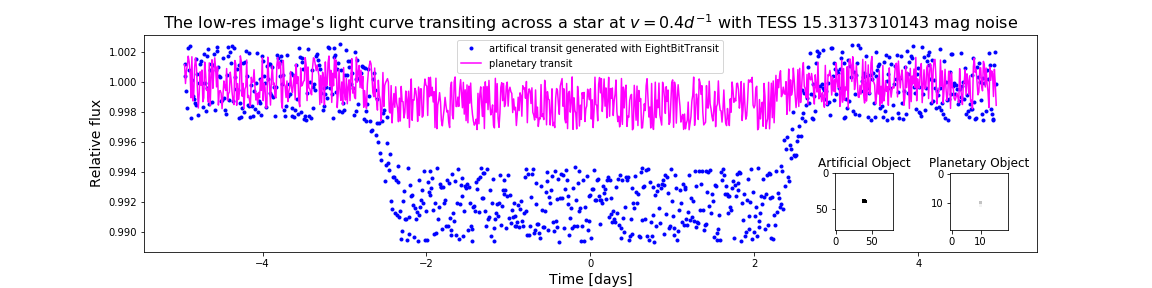 The low-res image's light curve transiting across a star at v = 0.4d⁻¹ with TESS 15.3137310143 mag noise
artifical transit generated with EightBitTransit
planetary transit
Relative flux
1.002
1.000
0.998
0.996
0.994
0.992
0.990
Artificial Object
0
50
0 50
Planetary Object
0
10
0 10
−4 −2 0 2 4
Time [days]